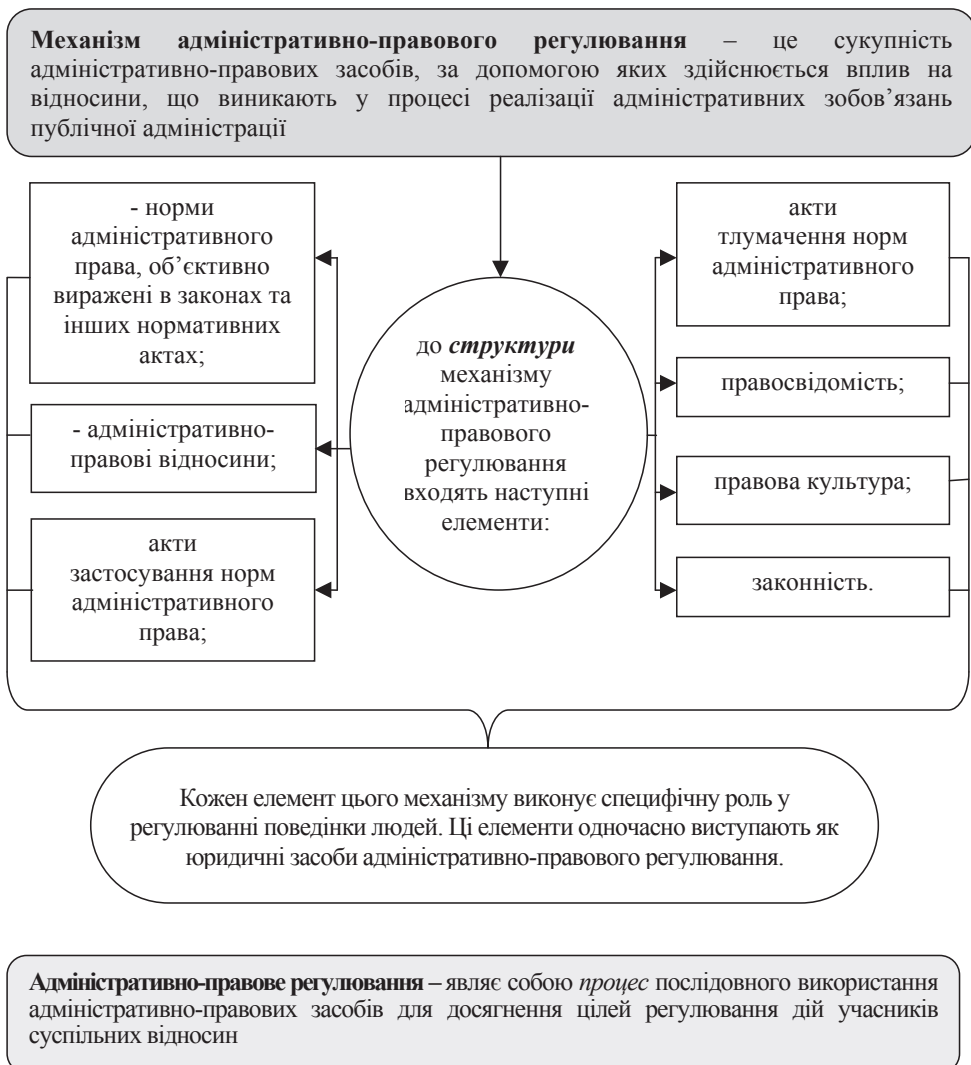 Механізм адміністративно-правового регулювання – це сукупність
адміністративно-правових засобів, за допомогою яких здійснюється вплив на
відносини, що виникають у процесі реалізації адміністративних зобов’язань
публічної адміністрації
- норми
адміністративного
права, об’єктивно
виражені в законах та
інших нормативних
актах;
- адміністративно-
правові відносини;
акти
застосування норм
адміністративного
права;
до структури
механізму
адміністративно-
правового
регулювання
входять наступні
елементи:
акти
тлумачення норм
адміністративного
права;
правосвідомість;
правова культура;
законність.
Кожен елемент цього механізму виконує специфічну роль у
регулюванні поведінки людей. Ці елементи одночасно виступають як
юридичні засоби адміністративно-правового регулювання.
Адміністративно-правове регулювання – являє собою процес послідовного використання
адміністративно-правових засобів для досягнення цілей регулювання дій учасників
суспільних відносин